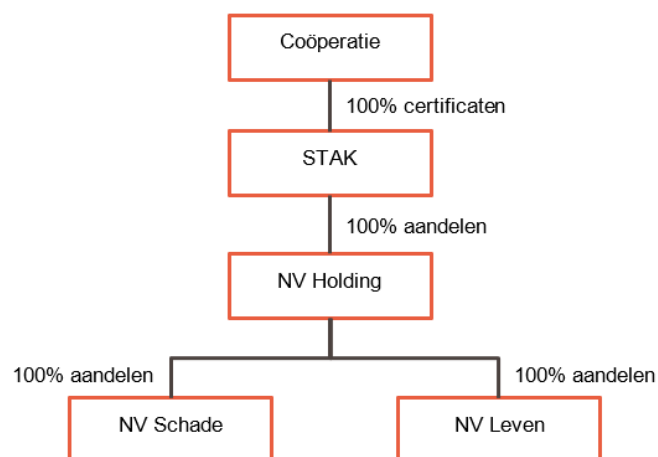 Coöperatie
100% certificaten
STAK
100% aandelen
NV Holding
100% aandelen
100% aandelen
NV Schade
NV Leven